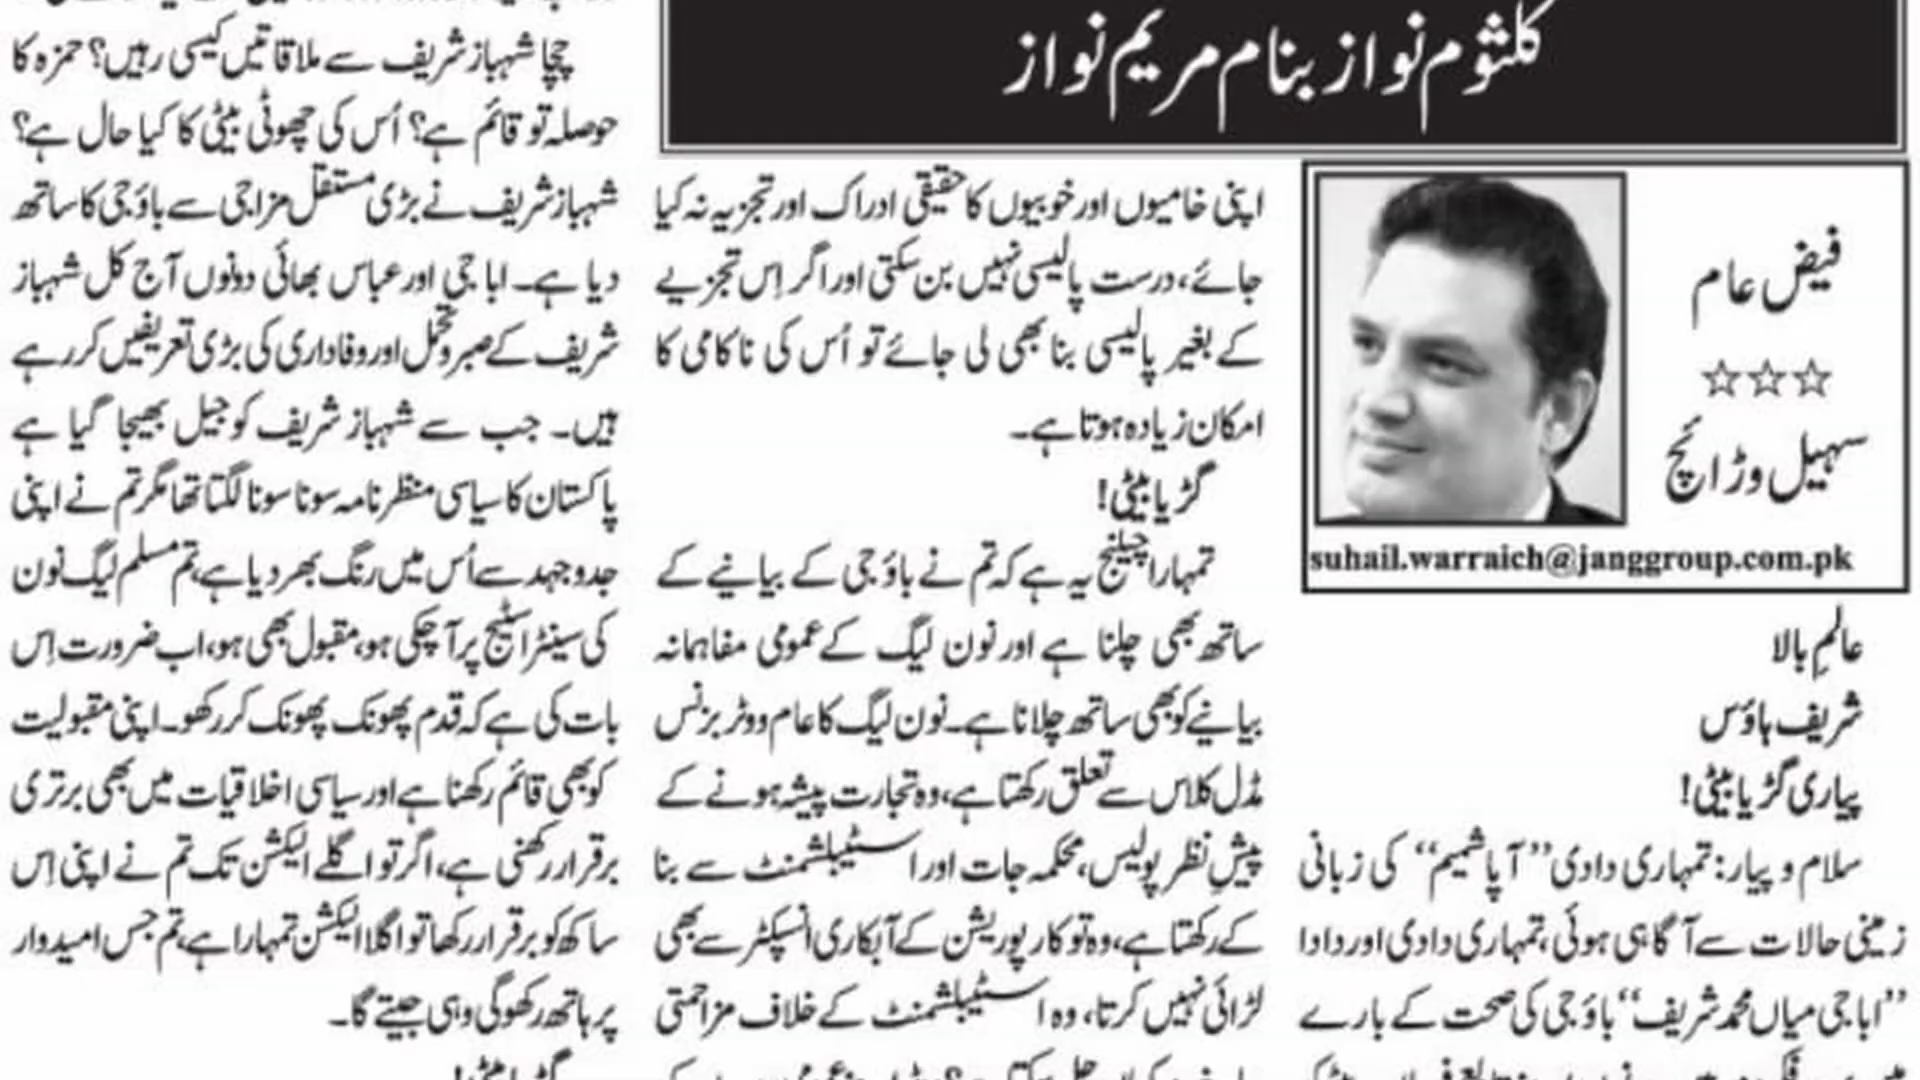 کلثوم نواز بنام مریم نواز
فیض عام
☆☆☆
سہیل وڑائچ
suhail.warraich@janggroup.com.pk
عالمِ بالا
شریف ہاؤس
پیاری گڑیا بیٹی!
سلام و پیار: تمہاری دادی ’’آپا شمیم‘‘ کی زبانی
زمینی حالات سے آگاہی ہوئی، تمہاری دادی اور دادا
’’ابا جی میاں محمد شریف‘‘ باؤ جی کی صحت کے بارے
اپنی خامیوں اور خوبیوں کا حقیقی ادراک اور تجزیہ نہ کیا
جائے، درست پالیسی نہیں بن سکتی اور اگر اِس تجزیے
کے بغیر پالیسی بنا بھی لی جائے تو اُس کی ناکامی کا
امکان زیادہ ہوتا ہے۔
گڑیا بیٹی!
تمہارا چیلنج یہ ہے کہ تم نے باؤ جی کے بیانیے کے
ساتھ بھی چلنا ہے اور نون لیگ کے عمومی مفاہمانہ
بیانیے کو بھی ساتھ چلانا ہے۔ نون لیگ کا عام ووٹر بزنس
مڈل کلاس سے تعلق رکھتا ہے، وہ تجارت پیشہ ہونے کے
پیشِ نظر پولیس، محکمہ جات اور اسٹیبلشمنٹ سے بنا
کے رکھتا ہے، وہ تو کارپوریشن کے آبکاری انسپکٹر سے بھی
لڑائی نہیں کرتا، وہ اسٹیبلشمنٹ کے خلاف مزاحمتی
چچا شہباز شریف سے ملاقاتیں کیسی رہیں؟ حمزہ کا
حوصلہ تو قائم ہے؟ اُس کی چھوٹی بیٹی کا کیا حال ہے؟
شہباز شریف نے بڑی مستقل مزاجی سے باؤ جی کا ساتھ
دیا ہے۔ ابا جی اور عباس بھائی دونوں آج کل شہباز
شریف کے صبر و تحمل اور وفاداری کی بڑی تعریفیں کر رہے
ہیں۔ جب سے شہباز شریف کو جیل بھیجا گیا ہے
پاکستان کا سیاسی منظر نامہ سونا سونا لگتا تھا مگر تم نے اپنی
جدوجہد سے اُس میں رنگ بھر دیا ہے، تم مسلم لیگ نون
کی سینٹر اسٹیج پر آ چکی ہو، مقبول بھی ہو، اب ضرورت اِس
بات کی ہے کہ قدم پھونک پھونک کر رکھو۔ اپنی مقبولیت
کو بھی قائم رکھنا ہے اور سیاسی اخلاقیات میں بھی برتری
برقرار رکھنی ہے، اگر تو اگلے الیکشن تک تم نے اپنی اِس
ساکھ کو برقرار رکھا تو اگلا الیکشن تمہارا ہے، تم جس امیدوار
پر ہاتھ رکھو گی وہی جیتے گا۔